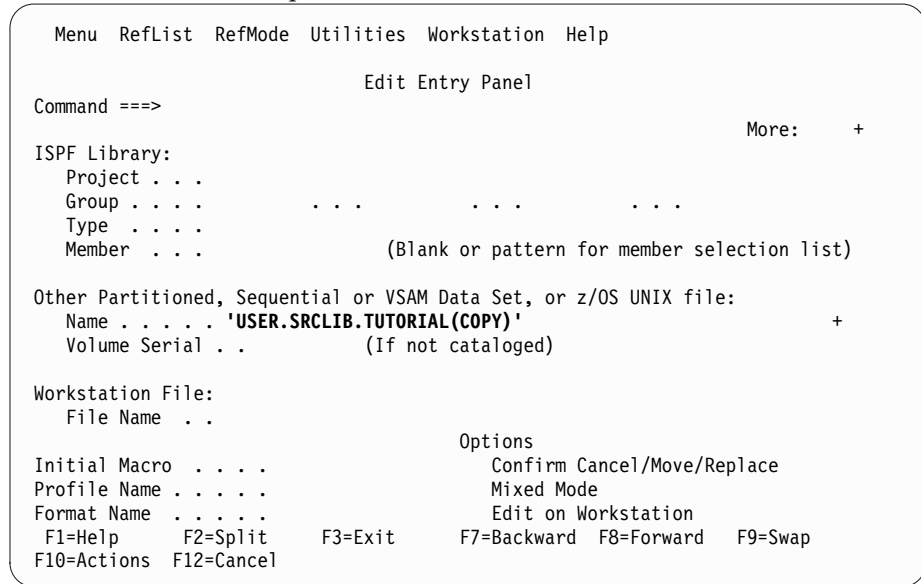 Menu RefList RefMode Utilities Workstation Help
Edit Entry Panel
Command ===>
More: +
ISPF Library:
Project . . .
Group . . . . . . . . . . . . .
Type . . . .
Member . . . (Blank or pattern for member selection list)
Other Partitioned, Sequential or VSAM Data Set, or z/OS UNIX file:
Name . . . . . 'USER.SRCLIB.TUTORIAL(COPY)' +
Volume Serial . . (If not cataloged)
Workstation File:
File Name . .
Options
Initial Macro . . . . Confirm Cancel/Move/Replace
Profile Name . . . . . Mixed Mode
Format Name . . . . . Edit on Workstation
F1=Help F2=Split F3=Exit F7=Backward F8=Forward F9=Swap
F10=Actions F12=Cancel